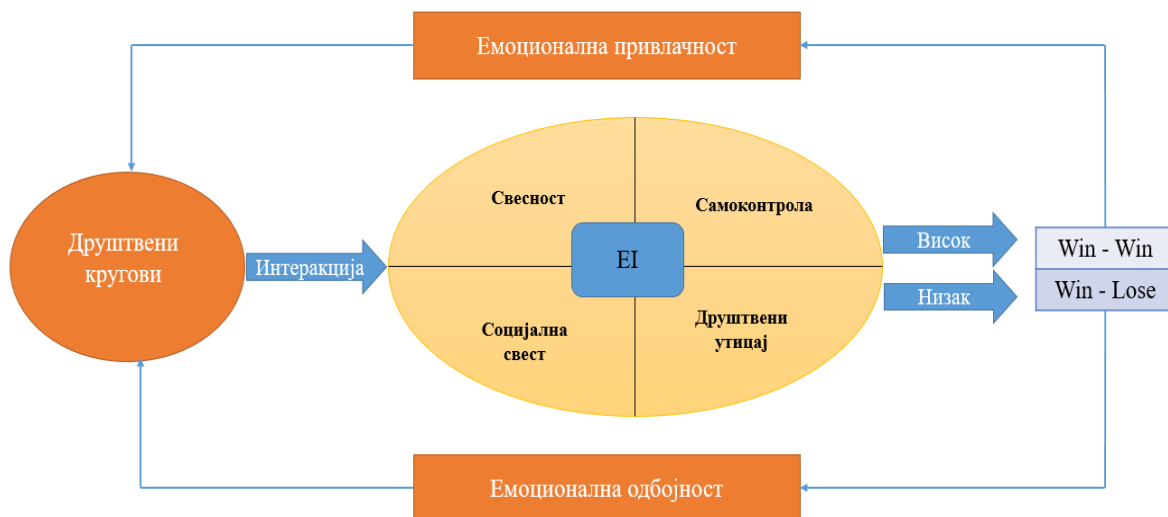 Емоционална привлачност
Друштвени
кругови
Интеракција
Свесност
Самоконтрола
EI
Социјална
свест
Друштвени
утицај
Висок
Низак
Win - Win
Win - Lose
Емоционална одбојност